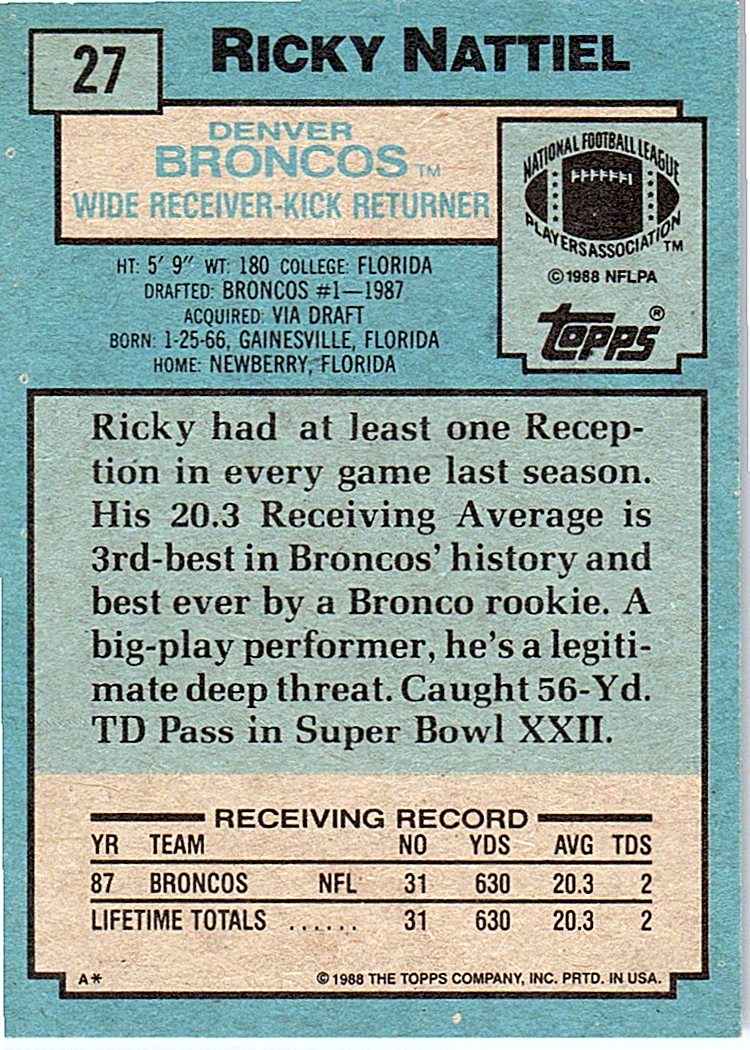 27
RICKY NATTIEL
DENVER
BRONCOS TM
WIDE RECEIVER-KICK RETURNER
NATIONAL FOOTBALL LEAGUE
PLAYERS ASSOCIATION TM
© 1988 NFLPA
topps ®
HT: 5' 9" WT: 180 COLLEGE: FLORIDA
DRAFTED: BRONCOS #1—1987
ACQUIRED: VIA DRAFT
BORN: 1-25-66, GAINESVILLE, FLORIDA
HOME: NEWBERRY, FLORIDA
Ricky had at least one Recep-
tion in every game last season.
His 20.3 Receiving Average is
3rd-best in Broncos' history and
best ever by a Bronco rookie. A
big-play performer, he's a legiti-
mate deep threat. Caught 56-Yd.
TD Pass in Super Bowl XXII.
RECEIVING RECORD
YR TEAM NO YDS AVG TDS
87 BRONCOS NFL 31 630 20.3 2
LIFETIME TOTALS ...... 31 630 20.3 2
A* © 1988 THE TOPPS COMPANY, INC. PRTD. IN USA.